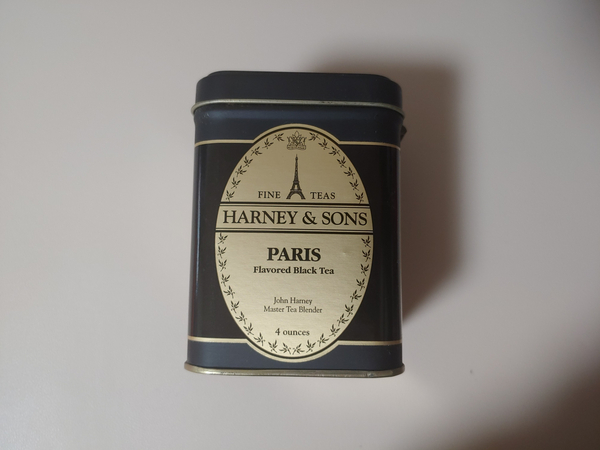 FINE TEAS
HARNEY & SONS
PARIS
Flavored Black Tea
John Harney
Master Tea Blender
4 ounces